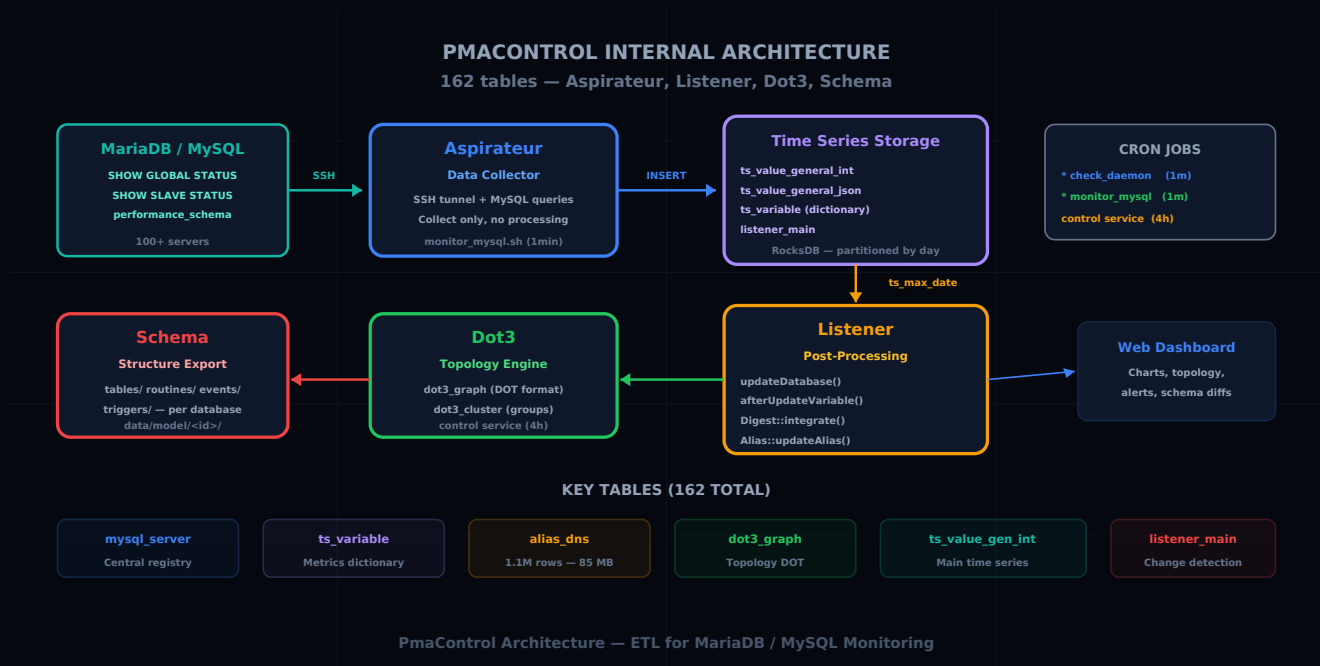 PMACONTROL INTERNAL ARCHITECTURE
162 tables — Aspirateur, Listener, Dot3, Schema
MariaDB / MySQL
SHOW GLOBAL STATUS
SHOW SLAVE STATUS
performance_schema
100+ servers
SSH
Aspirateur
Data Collector
SSH tunnel + MySQL queries
Collect only, no processing
monitor_mysql.sh (1min)
INSERT
Time Series Storage
ts_value_general_int
ts_value_general_json
ts_variable (dictionary)
listener_main
RocksDB — partitioned by day
CRON JOBS
* check_daemon (1m)
* monitor_mysql (1m)
control service (4h)
ts_max_date
Schema
Structure Export
tables/ routines/ events/
triggers/ — per database
data/model/<id>/
Dot3
Topology Engine
dot3_graph (DOT format)
dot3_cluster (groups)
control service (4h)
Listener
Post-Processing
updateDatabase()
afterUpdateVariable()
Digest::integrate()
Alias::updateAlias()
Web Dashboard
Charts, topology,
alerts, schema diffs
KEY TABLES (162 TOTAL)
mysql_server
Central registry
ts_variable
Metrics dictionary
alias_dns
1.1M rows — 85 MB
dot3_graph
Topology DOT
ts_value_gen_int
Main time series
listener_main
Change detection
PmaControl Architecture — ETL for MariaDB / MySQL Monitoring